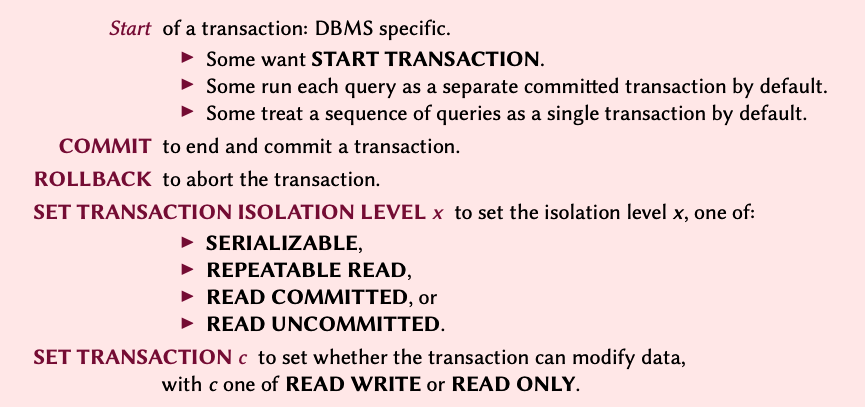 Start of a transaction: DBMS specific.
▶ Some want START TRANSACTION.
▶ Some run each query as a separate committed transaction by default.
▶ Some treat a sequence of queries as a single transaction by default.
COMMIT to end and commit a transaction.
ROLLBACK to abort the transaction.
SET TRANSACTION ISOLATION LEVEL x to set the isolation level x, one of:
▶ SERIALIZABLE,
▶ REPEATABLE READ,
▶ READ COMMITTED, or
▶ READ UNCOMMITTED.
SET TRANSACTION c to set whether the transaction can modify data,
with c one of READ WRITE or READ ONLY.